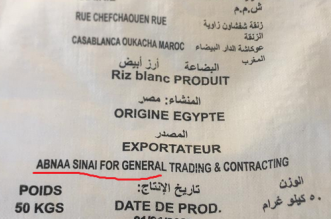 ش.م.م
RUE CHEFCHAOUEN RUE
زنقة شفشاون زاوية
الزنقة
CASABLANCA OUKACHA MAROC
عوكاشة الدار البيضاء
المغرب
البضاعة أرز أبيض
Riz blanc PRODUIT
المنشاء: مصر
ORIGINE EGYPTE
المصدر
EXPORTATEUR
ABNAA SINAI FOR GENERAL TRADING & CONTRACTING
POIDS تاريخ الإنتاج: الوزن
50 KGS DATE DE PROD. ٥٠ كيلو غرام